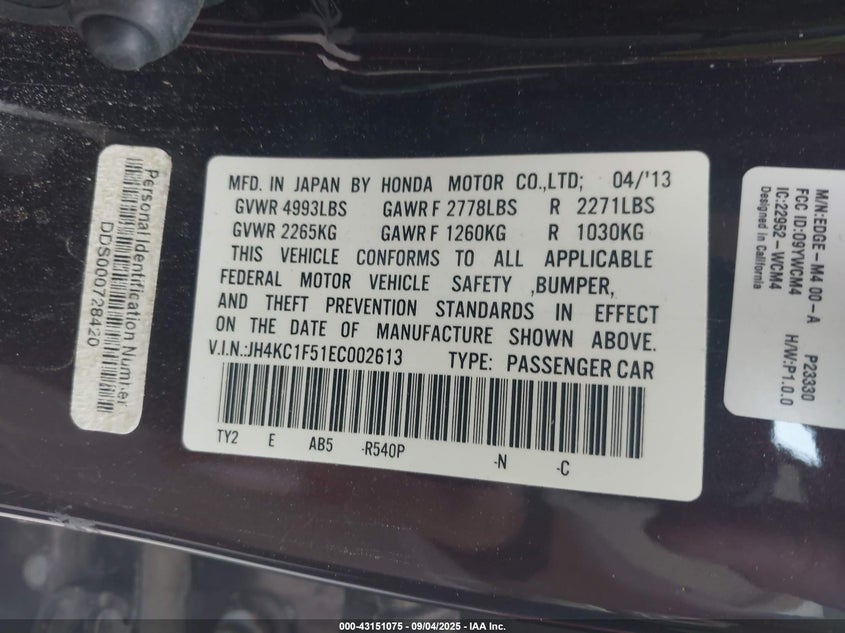 Personal Identification Number
DDS000728420
MFD. IN JAPAN BY HONDA MOTOR CO.,LTD; 04/'13
GVWR 4993LBS GAWR F 2778LBS R 2271LBS
GVWR 2265KG GAWR F 1260KG R 1030KG
THIS VEHICLE CONFORMS TO ALL APPLICABLE
FEDERAL MOTOR VEHICLE SAFETY ,BUMPER,
AND THEFT PREVENTION STANDARDS IN EFFECT
ON THE DATE OF MANUFACTURE SHOWN ABOVE.
V.I.N.:JH4KC1F51EC002613 TYPE: PASSENGER CAR
TY2 E AB5 -R540P -N -C
M/N:EDGE-M4 00-A P23330
FCC ID:O9YWCM4 H/W:P1.0.0
IC:22952-WCM4
Designed in California
000-43151075 - 09/04/2025 - IAA Inc.